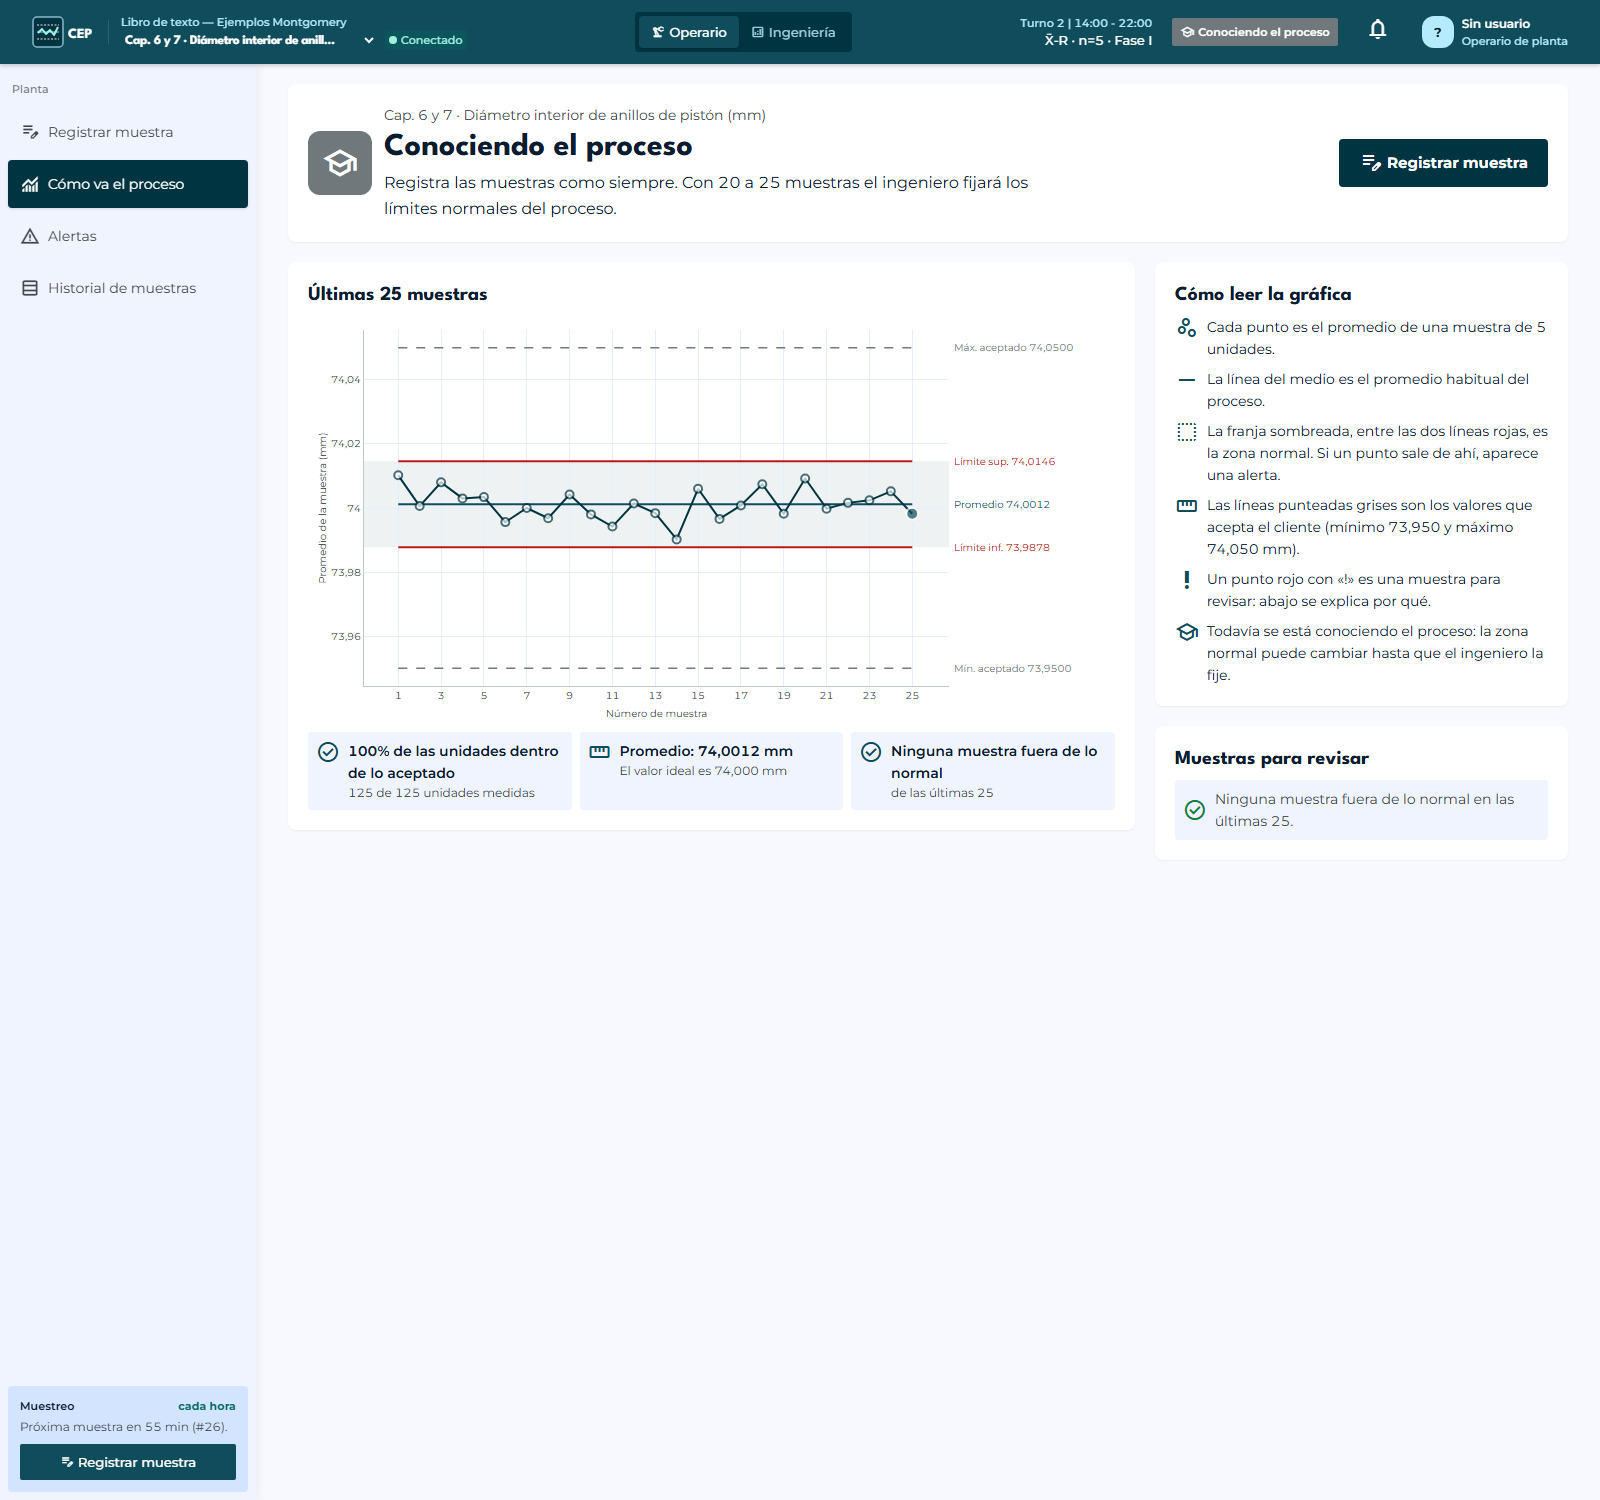 CEP
Libro de texto — Ejemplos Montgomery
Cap. 6 y 7 · Diámetro interior de anill...
Conectado
Operario
Ingeniería
Turno 2 | 14:00 - 22:00
X̄-R · n=5 · Fase I
Conociendo el proceso
?
Sin usuario
Operario de planta
Planta
Registrar muestra
Cómo va el proceso
Alertas
Historial de muestras
Cap. 6 y 7 · Diámetro interior de anillos de pistón (mm)
Conociendo el proceso
Registra las muestras como siempre. Con 20 a 25 muestras el ingeniero fijará los
límites normales del proceso.
Registrar muestra
Últimas 25 muestras
Promedio de la muestra (mm)
74,04
74,02
74
73,98
73,96
Máx. aceptado 74,0500
Límite sup. 74,0146
Promedio 74,0012
Límite inf. 73,9878
Mín. aceptado 73,9500
1 3 5 7 9 11 13 15 17 19 21 23 25
Número de muestra
100% de las unidades dentro
de lo aceptado
125 de 125 unidades medidas
Promedio: 74,0012 mm
El valor ideal es 74,000 mm
Ninguna muestra fuera de lo
normal
de las últimas 25
Cómo leer la gráfica
Cada punto es el promedio de una muestra de 5
unidades.
La línea del medio es el promedio habitual del
proceso.
La franja sombreada, entre las dos líneas rojas, es
la zona normal. Si un punto sale de ahí, aparece
una alerta.
Las líneas punteadas grises son los valores que
acepta el cliente (mínimo 73,950 y máximo
74,050 mm).
Un punto rojo con «!» es una muestra para
revisar: abajo se explica por qué.
Todavía se está conociendo el proceso: la zona
normal puede cambiar hasta que el ingeniero la
fije.
Muestras para revisar
Ninguna muestra fuera de lo normal en las
últimas 25.
Muestreo
cada hora
Próxima muestra en 55 min (#26).
Registrar muestra